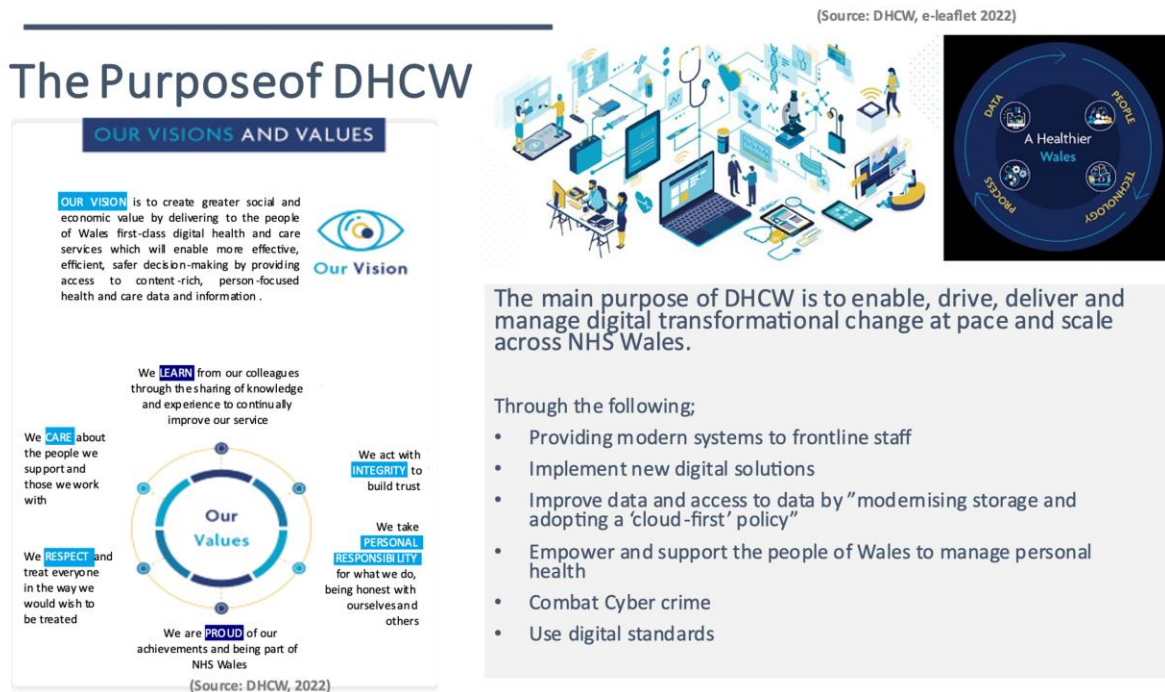 (Source: DHCW, e-leaflet 2022)
The Purposeof DHCW
OUR VISIONS AND VALUES
OUR VISION is to create greater social and
economic value by delivering to the people
of Wales first-class digital health and care
services which will enable more effective,
efficient, safer decision-making by providing
access to content-rich, person-focused
health and care data and information .
Our Vision
We LEARN from our colleagues
through the sharing of knowledge
and experience to continually
improve our service
We CARE about
the people we
support and
those we work
with
We act with
INTEGRITY to
build trust
Our
Values
We RESPECT and
treat everyone
in the way we
would wish to
be treated
We take
PERSONAL
RESPONSIBILITY
for what we do,
being honest with
ourselves and
others
We are PROUD of our
achievements and being part of
NHS Wales
(Source: DHCW, 2022)
DATA
PEOPLE
A Healthier
Wales
PROCESS
TECHNOLOGY
The main purpose of DHCW is to enable, drive, deliver and
manage digital transformational change at pace and scale
across NHS Wales.
Through the following;
• Providing modern systems to frontline staff
• Implement new digital solutions
• Improve data and access to data by ”modernising storage and
adopting a ‘cloud-first’ policy”
• Empower and support the people of Wales to manage personal
health
• Combat Cyber crime
• Use digital standards